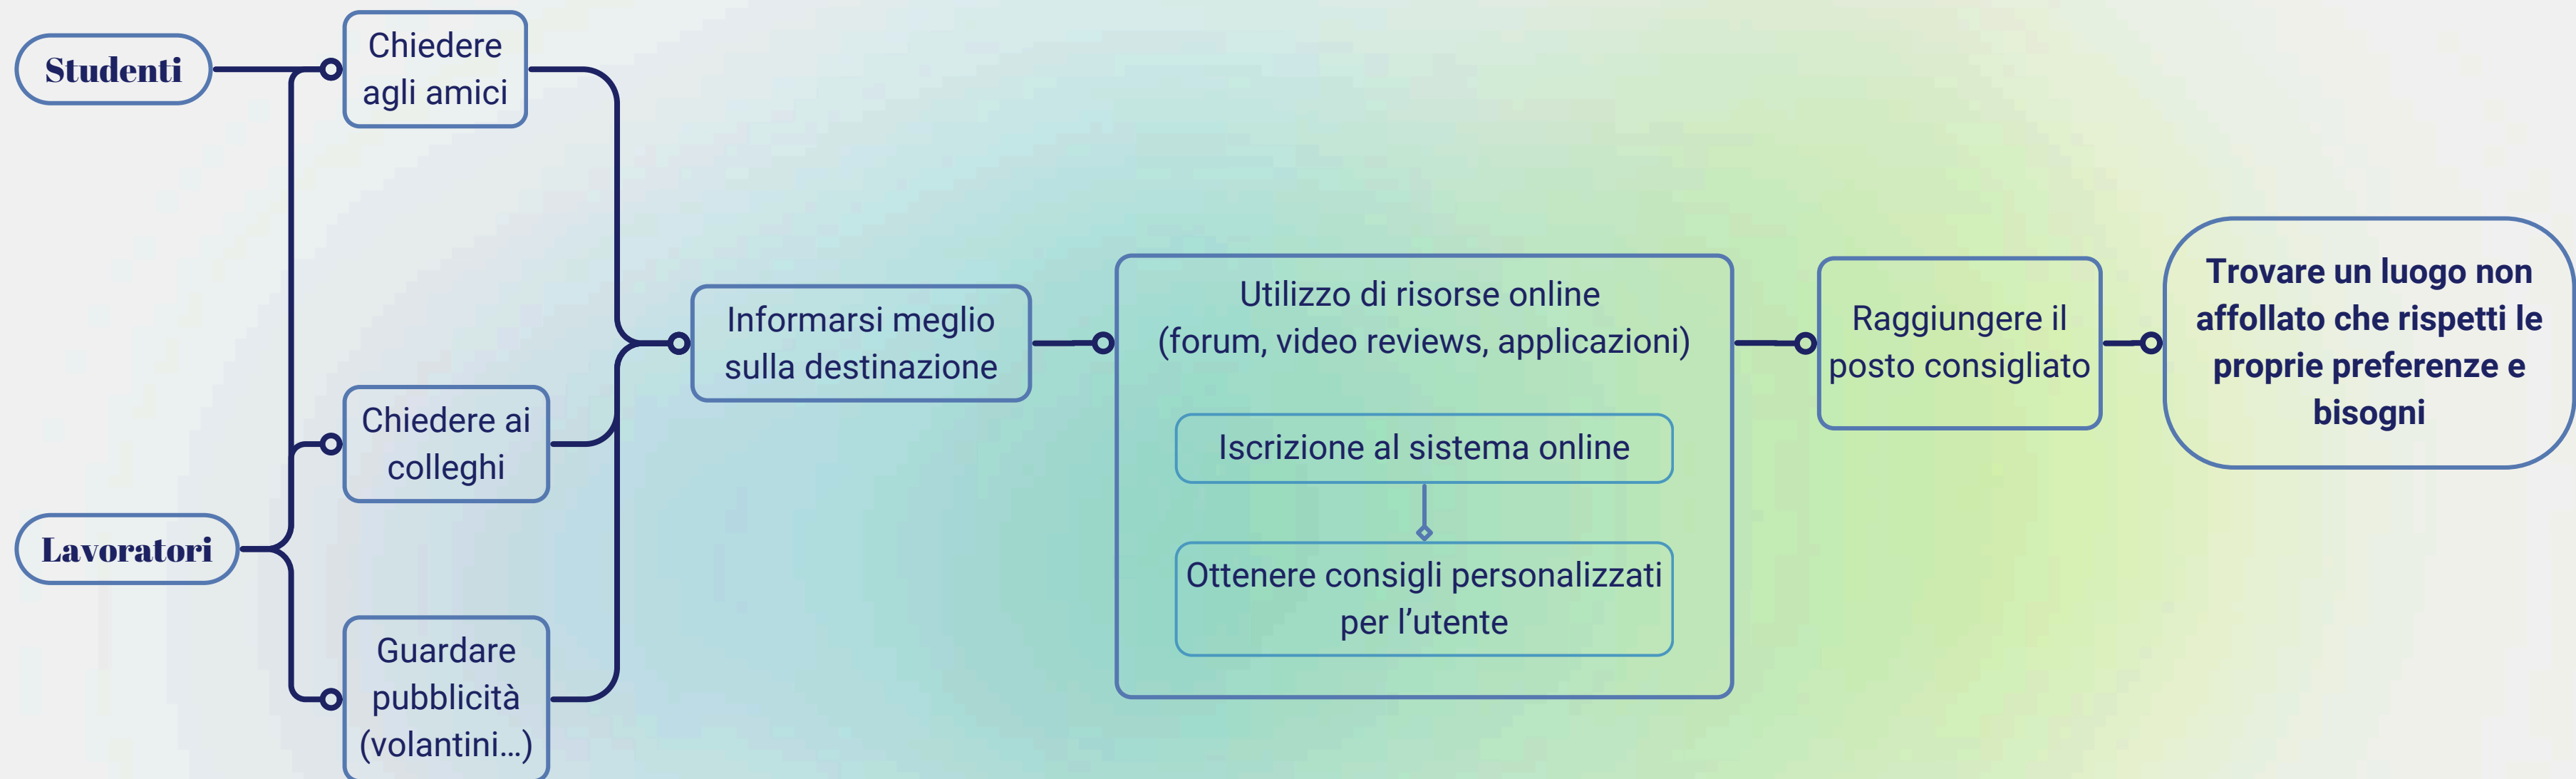 Studenti
Chiedere
agli amici
Chiedere ai
colleghi
Lavoratori
Guardare
pubblicità
(volantini...)
Informarsi meglio
sulla destinazione
Utilizzo di risorse online
(forum, video reviews, applicazioni)
Iscrizione al sistema online
Ottenere consigli personalizzati
per l’utente
Raggiungere il
posto consigliato
Trovare un luogo non
affollato che rispetti le
proprie preferenze e
bisogni